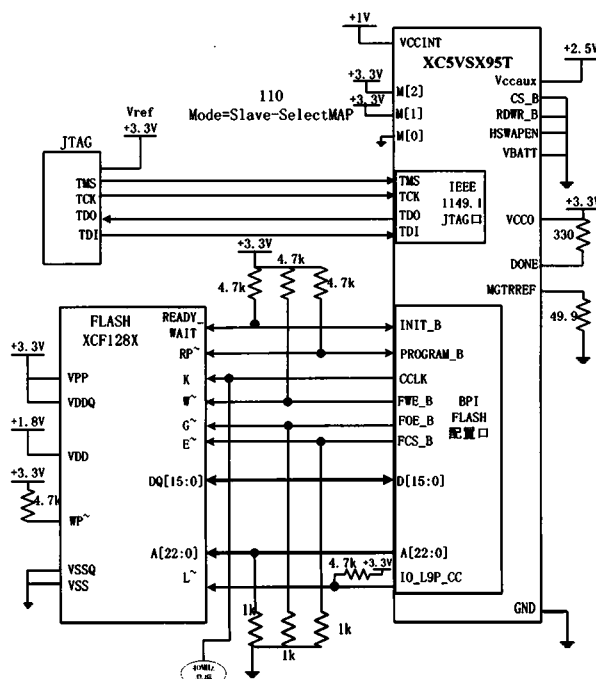 +1V
VCCINT
XC5VSX95T
+2.5V
Vccaux
+3.3V
M[2]
110
+3.3V
Mode=Slave-SelectMAP
M[1]
M[0]
CS_B
RDWR_B
HSWAPEN
VBATT
Vref
+3.3V
JTAG
TMS
TCK
TDO
TDI
TMS
TCK
TDO
TDI
IEEE
1149.1
JTAG口
+3.3V
VCCO
330
DONE
MGTRREF
49.9
+3.3V
4.7k
4.7k
4.7k
FLASH
XCF128X
READY_
WAIT
RP~
K
W~
G~
E~
DQ[15:0]
A[22:0]
L~
INIT_B
PROGRAM_B
CCLK
FWE_B
FOE_B
FCS_B
D[15:0]
A[22:0]
IO_L9P_CC
BPI
FLASH
配置口
+3.3V
VPP
VDDQ
+1.8V
VDD
+3.3V
4.7k
WP~
VSSQ
VSS
4.7k
+3.3V
GND
1k
1k
1k
40MHz